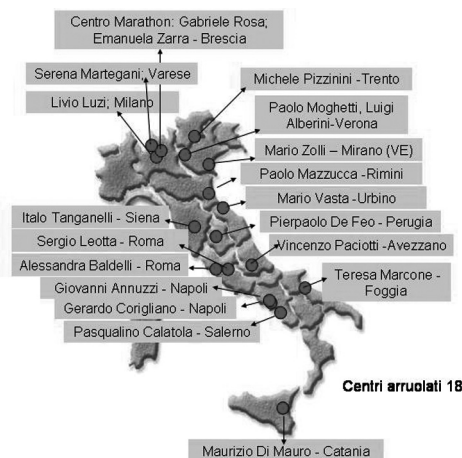 Centro Marathon: Gabriele Rosa;
Emanuela Zarra - Brescia
Serena Martegani; Varese
Livio Luzi; Milano
Michele Pizzinini -Trento
Paolo Moghetti, Luigi
Alberini-Verona
Mario Zolli – Mirano (VE)
Paolo Mazzucca -Rimini
Mario Vasta -Urbino
Italo Tanganelli - Siena
Pierpaolo De Feo - Perugia
Sergio Leotta - Roma
Vincenzo Paciotti -Avezzano
Alessandra Baldelli - Roma
Teresa Marcone -
Foggia
Giovanni Annuzzi - Napoli
Gerardo Corigliano - Napoli
Pasqualino Calatola - Salerno
Centri arruolati 18
Maurizio Di Mauro - Catania